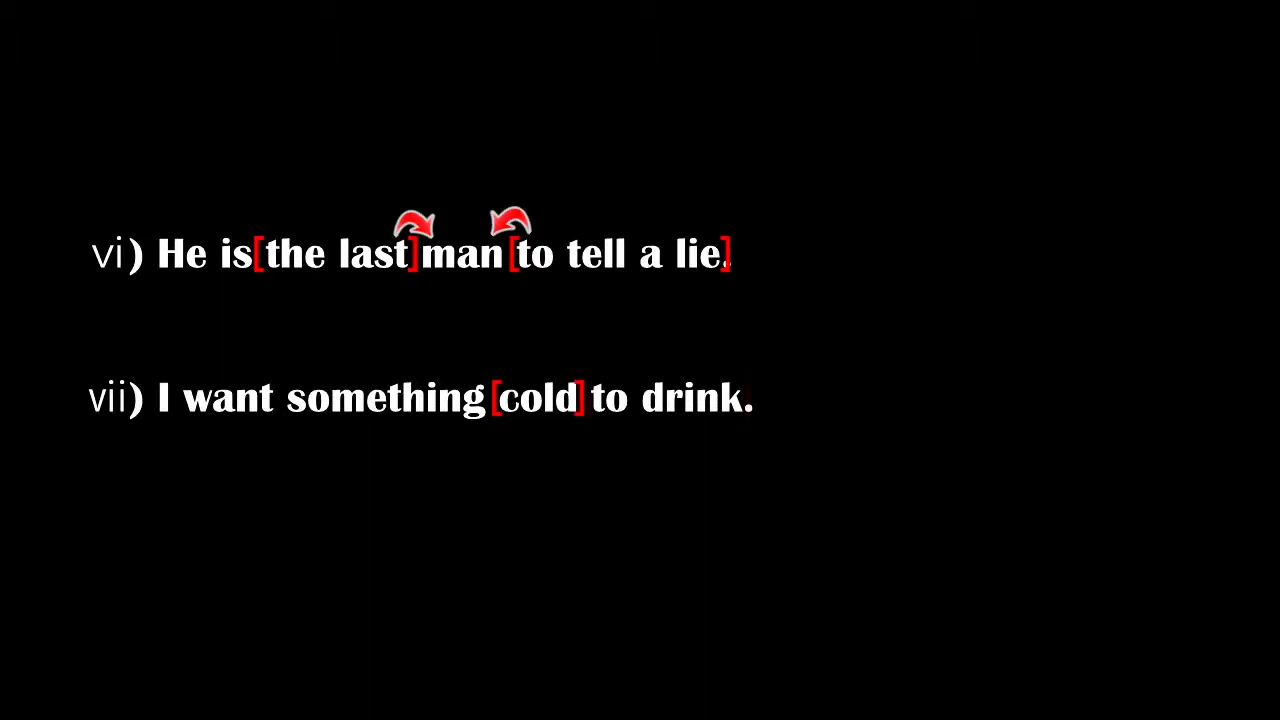 vi) He is [the last] man [to tell a lie.]
vii) I want something [cold] to drink.